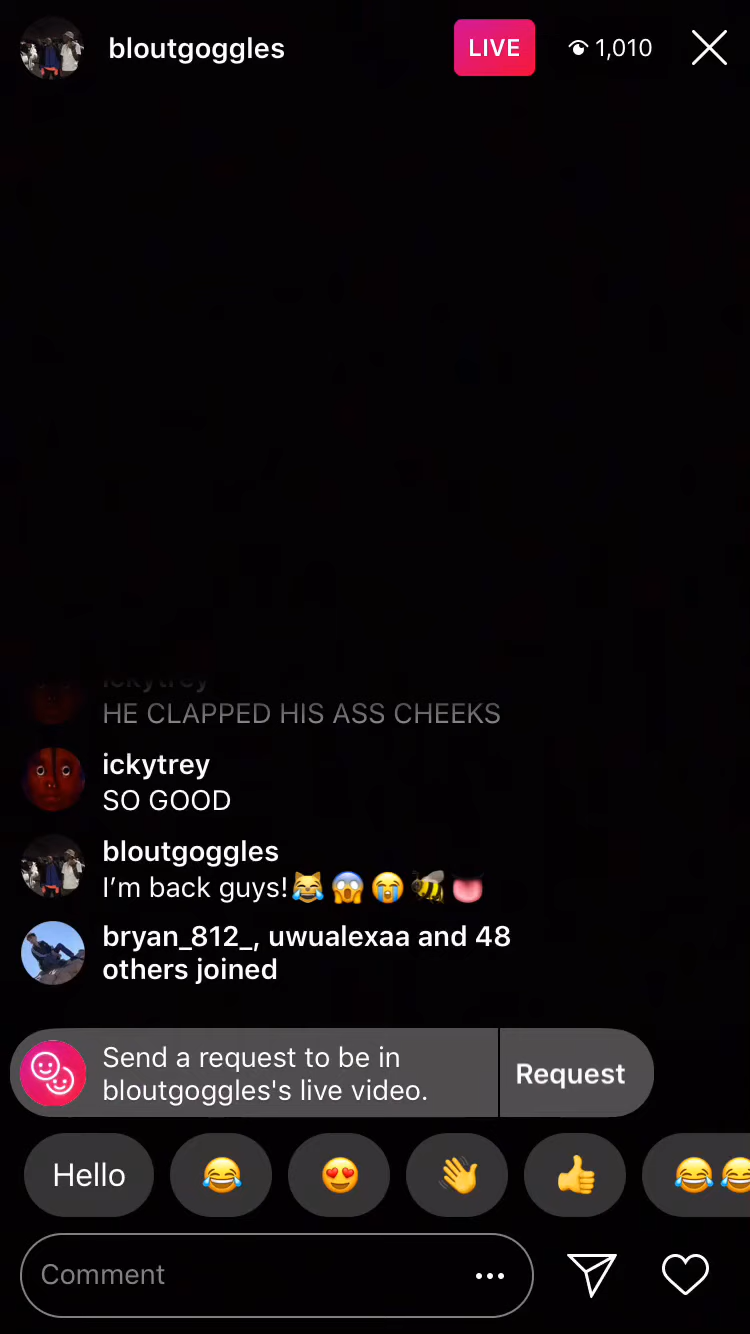 bloutgoggles
LIVE
1,010
ickytrey
HE CLAPPED HIS ASS CHEEKS
ickytrey
SO GOOD
bloutgoggles
I’m back guys!😹😱😭🐝👅
bryan_812_, uwualexaa and 48
others joined
Send a request to be in
bloutgoggles's live video.
Request
Hello
Comment